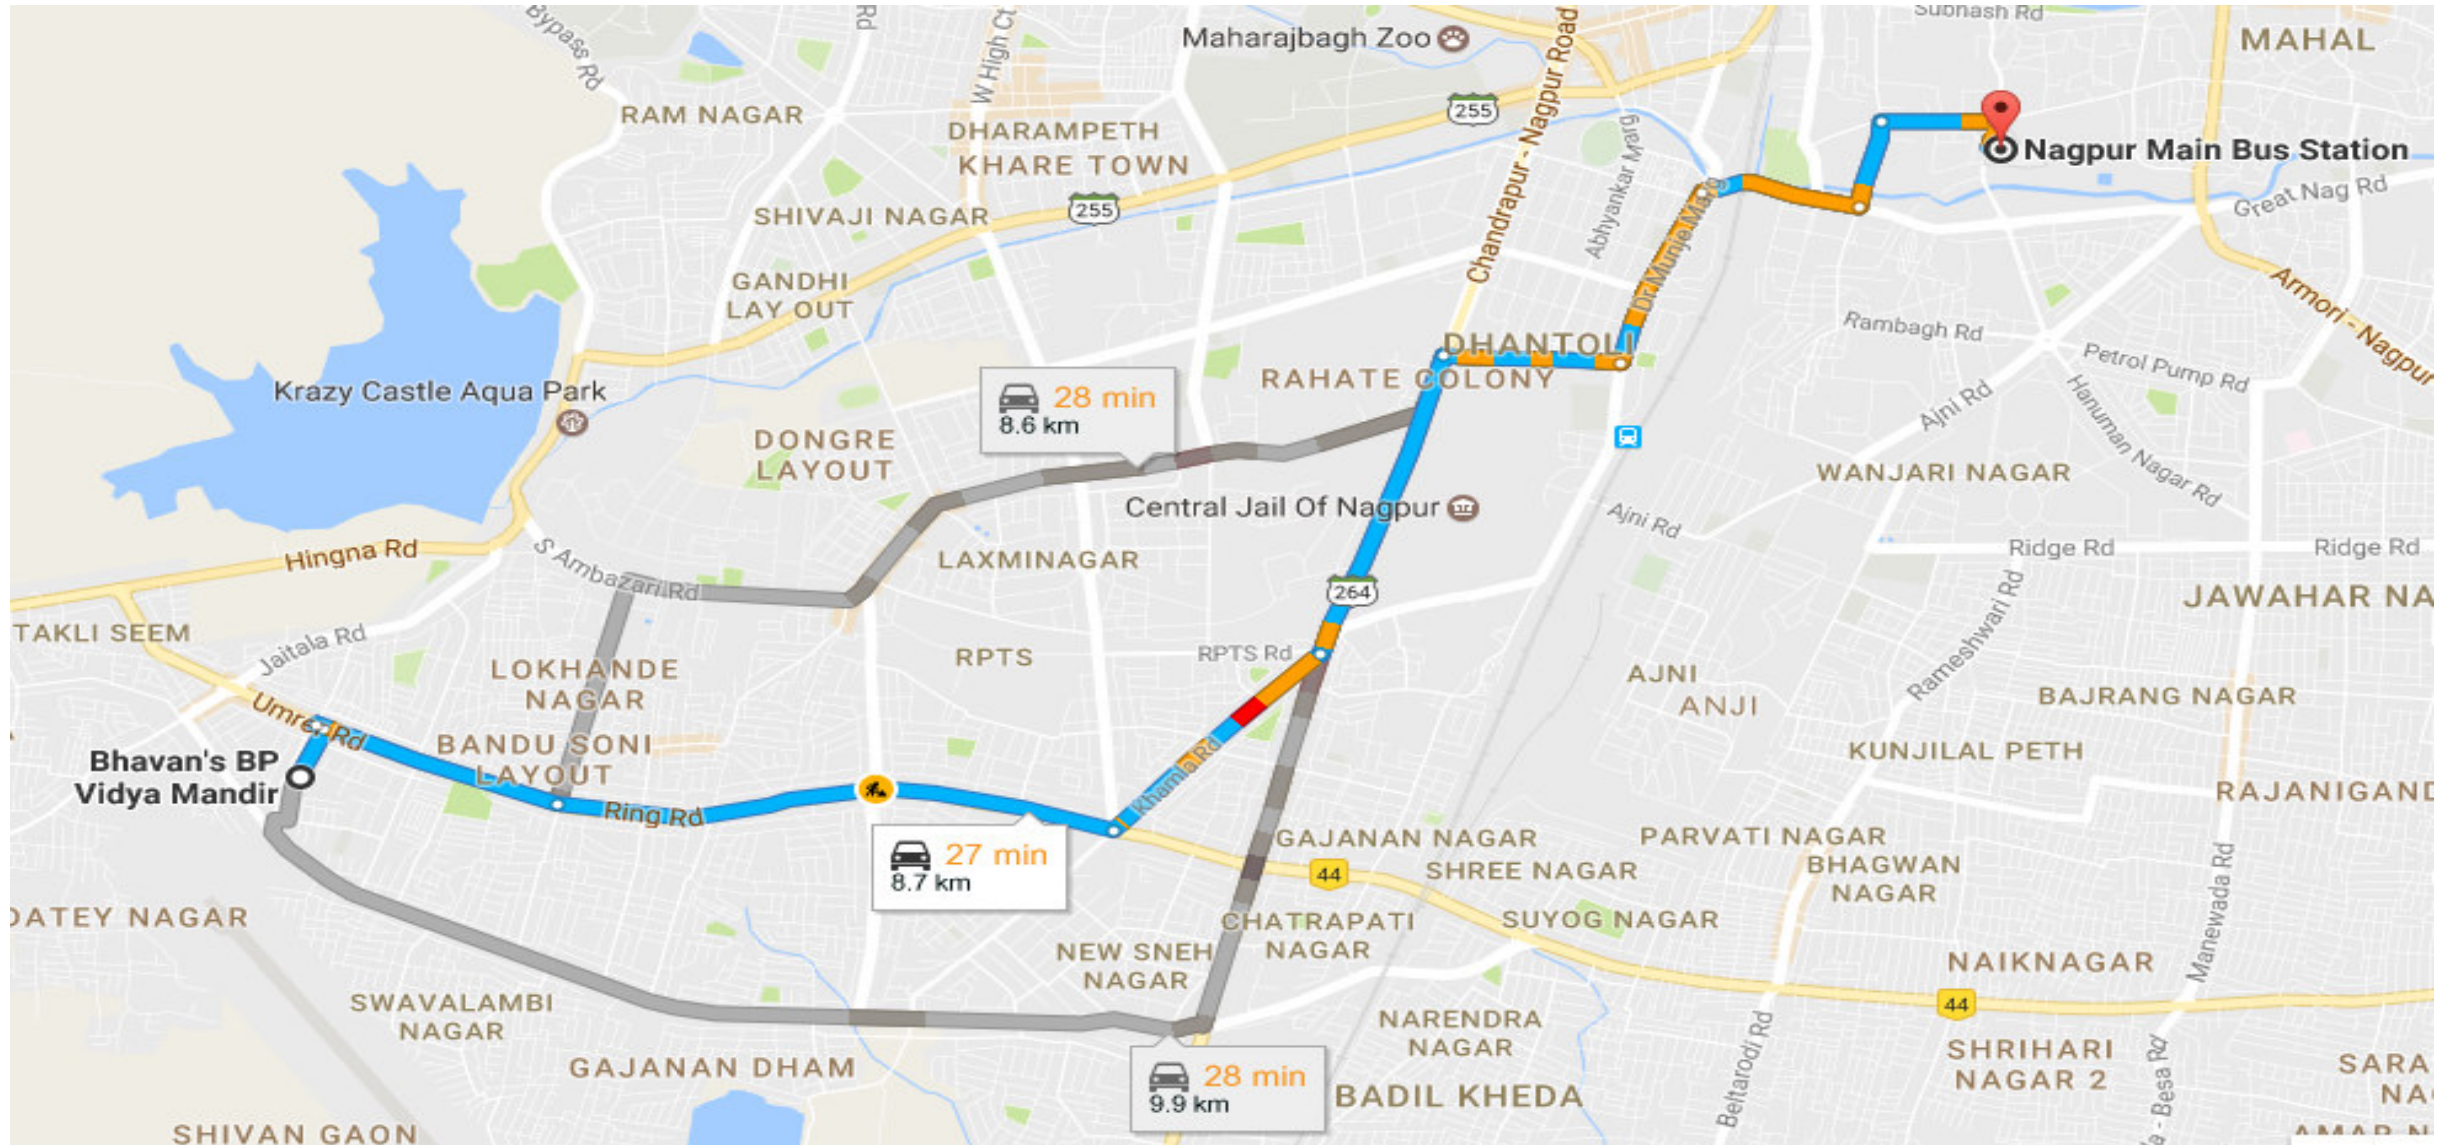 Bypass Rd
Rd
W High Ct
Maharajbagh Zoo
Chandrapur - Nagpur Road
Subhash Rd
MAHAL
RAM NAGAR
255
DHARAMPETH
KHARE TOWN
Abhyankar Marg
Nagpur Main Bus Station
Great Nag Rd
SHIVAJI NAGAR
255
Dr Munje Marg
GANDHI
LAY OUT
Armori - Nagpur
Rambagh Rd
DHANTOLI
RAHATE COLONY
Petrol Pump Rd
Krazy Castle Aqua Park
28 min
8.6 km
Ajni Rd
Hanuman Nagar Rd
DONGRE
LAYOUT
WANJARI NAGAR
Central Jail Of Nagpur
Ajni Rd
Hingna Rd
S Ambazari Rd
LAXMINAGAR
Ridge Rd
Ridge Rd
264
JAWAHAR NA
TAKLI SEEM
Jaitala Rd
Rameshwari Rd
LOKHANDE
NAGAR
RPTS
RPTS Rd
AJNI
ANJI
BAJRANG NAGAR
Umrer Rd
BANDU SONI
LAYOUT
Khamla Rd
KUNJILAL PETH
Bhavan's BP
Vidya Mandir
RAJANIGAND
Ring Rd
27 min
8.7 km
GAJANAN NAGAR
PARVATI NAGAR
44
SHREE NAGAR
BHAGWAN
NAGAR
Manewada Rd
DATEY NAGAR
CHATRAPATI
NAGAR
SUYOG NAGAR
NEW SNEH
NAGAR
NAIKNAGAR
SWAVALAMBI
NAGAR
44
NARENDRA
NAGAR
Beltarodi Rd
GAJANAN DHAM
28 min
9.9 km
BADIL KHEDA
SHRIHARI
NAGAR 2
a - Besa Rd
SARA
NA
SHIVAN GAON